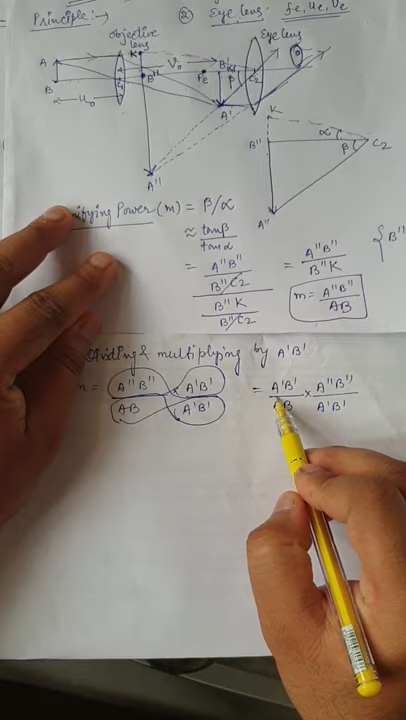 Principle:→ ② Eye lens: fe, ue, ve
objective lens
Eye lens
A K Vo B' C2
B B'' Fe β
uo C1 A'
A''
K
B'' α
β C2
A''
Power (m) = β/α
≈ tanβ/tanα
= A''B''/B''C2 / B''K/B''C2 = A''B''/B''K { B''
m = A''B''/AB
Dividing & multiplying by A'B'
= A''B''/AB × A'B'/A'B' = A'B'/B × A''B''/A'B'